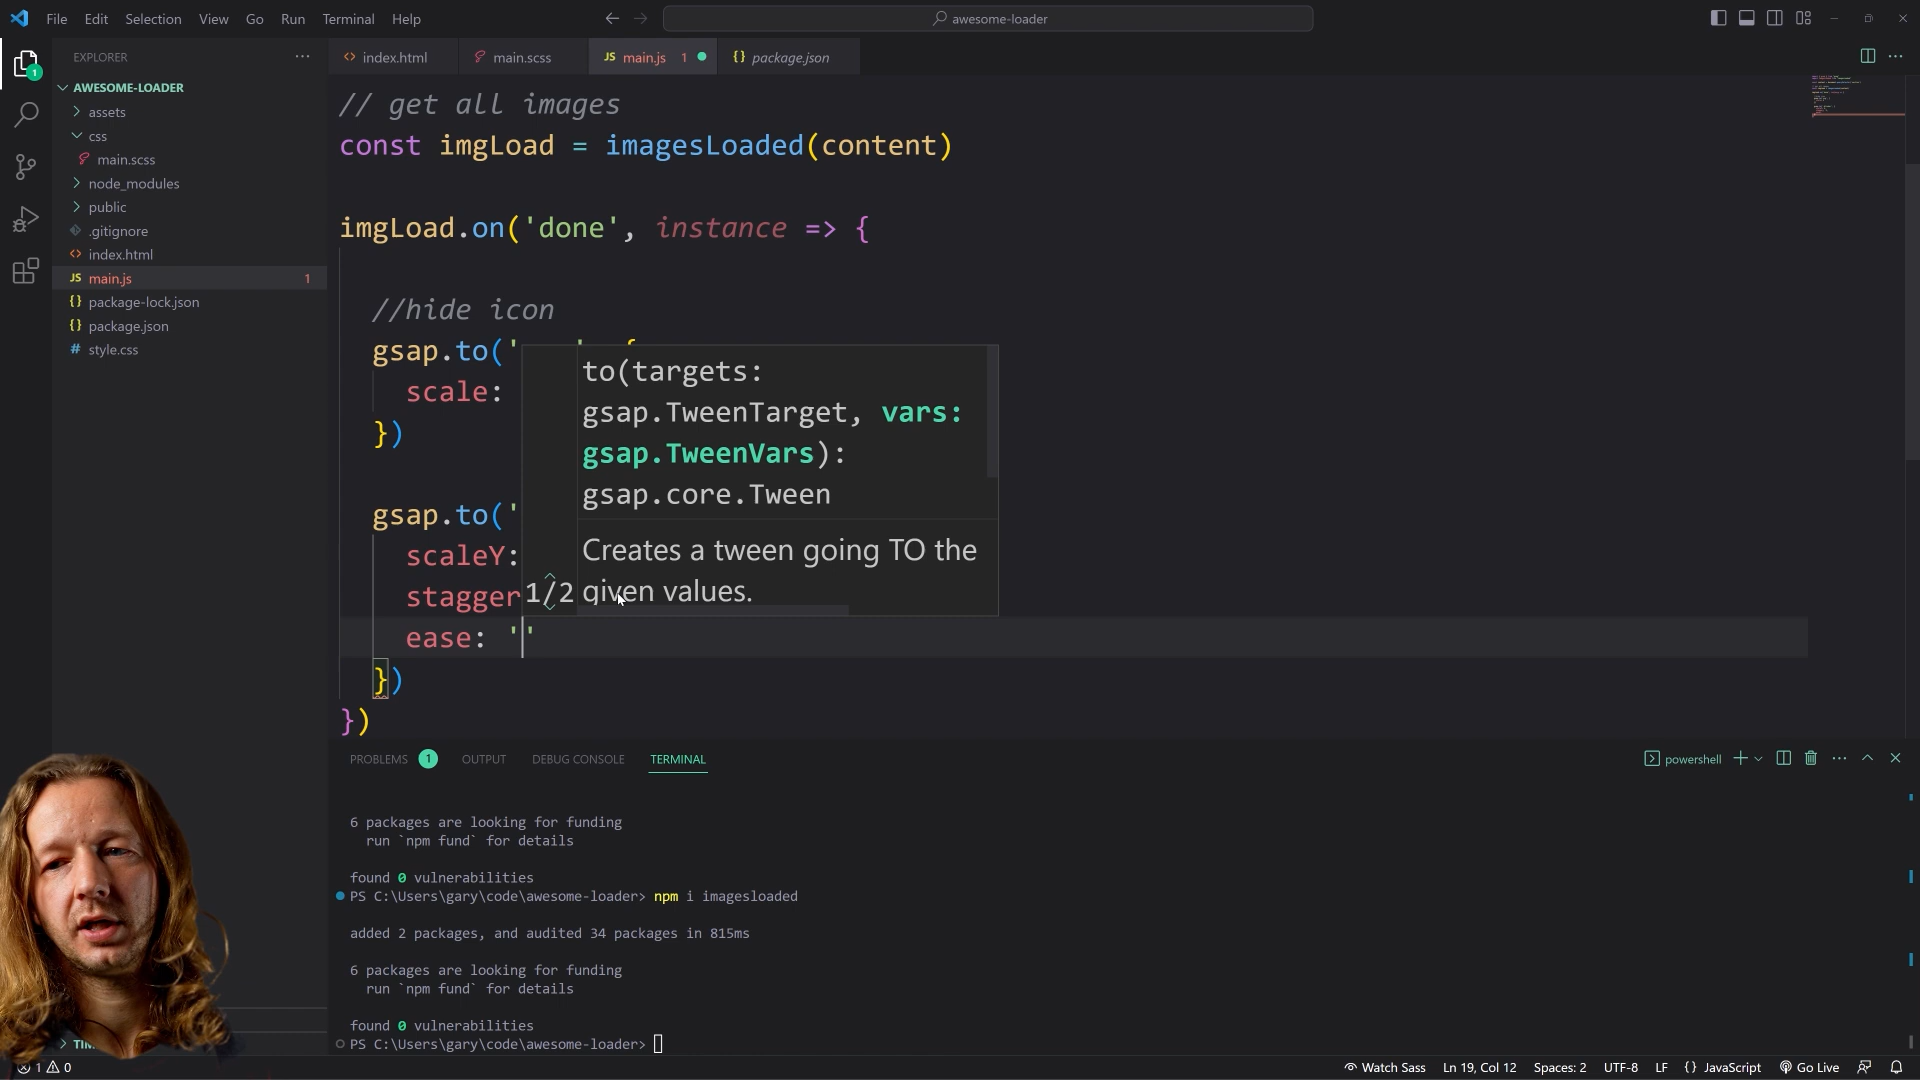 File Edit Selection View Go Run Terminal Help
awesome-loader
EXPLORER
AWESOME-LOADER
assets
css
main.scss
node_modules
public
.gitignore
index.html
main.js 1
package-lock.json
package.json
style.css
index.html
main.scss
main.js 1
package.json
// get all images
const imgLoad = imagesLoaded(content)
imgLoad.on('done', instance => {
//hide icon
gsap.to('
scale:
})
gsap.to('
scaleY:
stagger
ease: ''
})
})
to(targets:
gsap.TweenTarget, vars:
gsap.TweenVars):
gsap.core.Tween
Creates a tween going TO the
1/2 given values.
PROBLEMS 1 OUTPUT DEBUG CONSOLE TERMINAL
powershell
6 packages are looking for funding
run `npm fund` for details
found 0 vulnerabilities
PS C:\Users\gary\code\awesome-loader> npm i imagesloaded
added 2 packages, and audited 34 packages in 815ms
6 packages are looking for funding
run `npm fund` for details
found 0 vulnerabilities
PS C:\Users\gary\code\awesome-loader>
1 0
Watch Sass Ln 19, Col 12 Spaces: 2 UTF-8 LF {} JavaScript Go Live